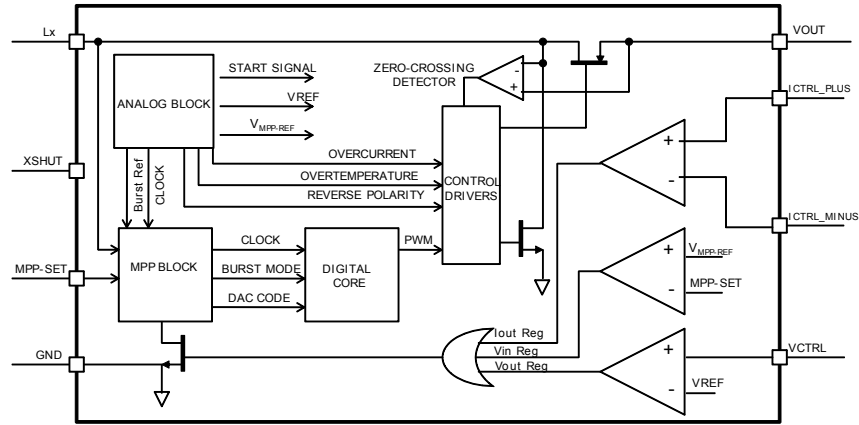 Lx
VOUT
ANALOG BLOCK
START SIGNAL
VREF
VMPP-REF
ZERO-CROSSING
DETECTOR
-
+
ICTRL_PLUS
XSHUT
Burst Ref
CLOCK
OVERCURRENT
OVERTEMPERATURE
REVERSE POLARITY
CONTROL
DRIVERS
+
-
ICTRL_MINUS
MPP-SET
MPP BLOCK
CLOCK
BURST MODE
DAC CODE
DIGITAL
CORE
PWM
+
VMPP-REF
-
MPP-SET
GND
Iout Reg
Vin Reg
Vout Reg
+
-
VREF
VCTRL